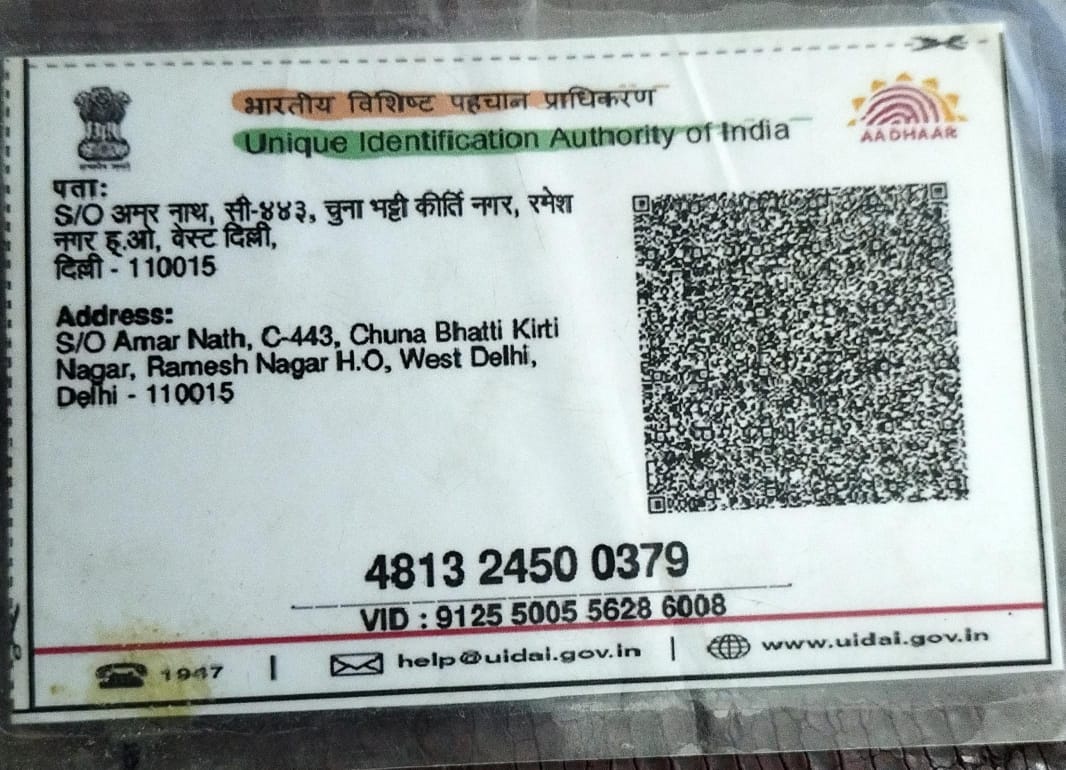 भारतीय विशिष्ट पहचान प्राधिकरण
Unique Identification Authority of India
AADHAAR
पता:
S/O अमर नाथ, सी-४४३, चुना भट्टी कीर्ति नगर, रमेश
नगर ह्.ओ, वेस्ट दिल्ली,
दिल्ली - 110015
Address:
S/O Amar Nath, C-443, Chuna Bhatti Kirti
Nagar, Ramesh Nagar H.O, West Delhi,
Delhi - 110015
4813 2450 0379
VID : 9125 5005 5628 6008
1947 | help@uidai.gov.in | www.uidai.gov.in